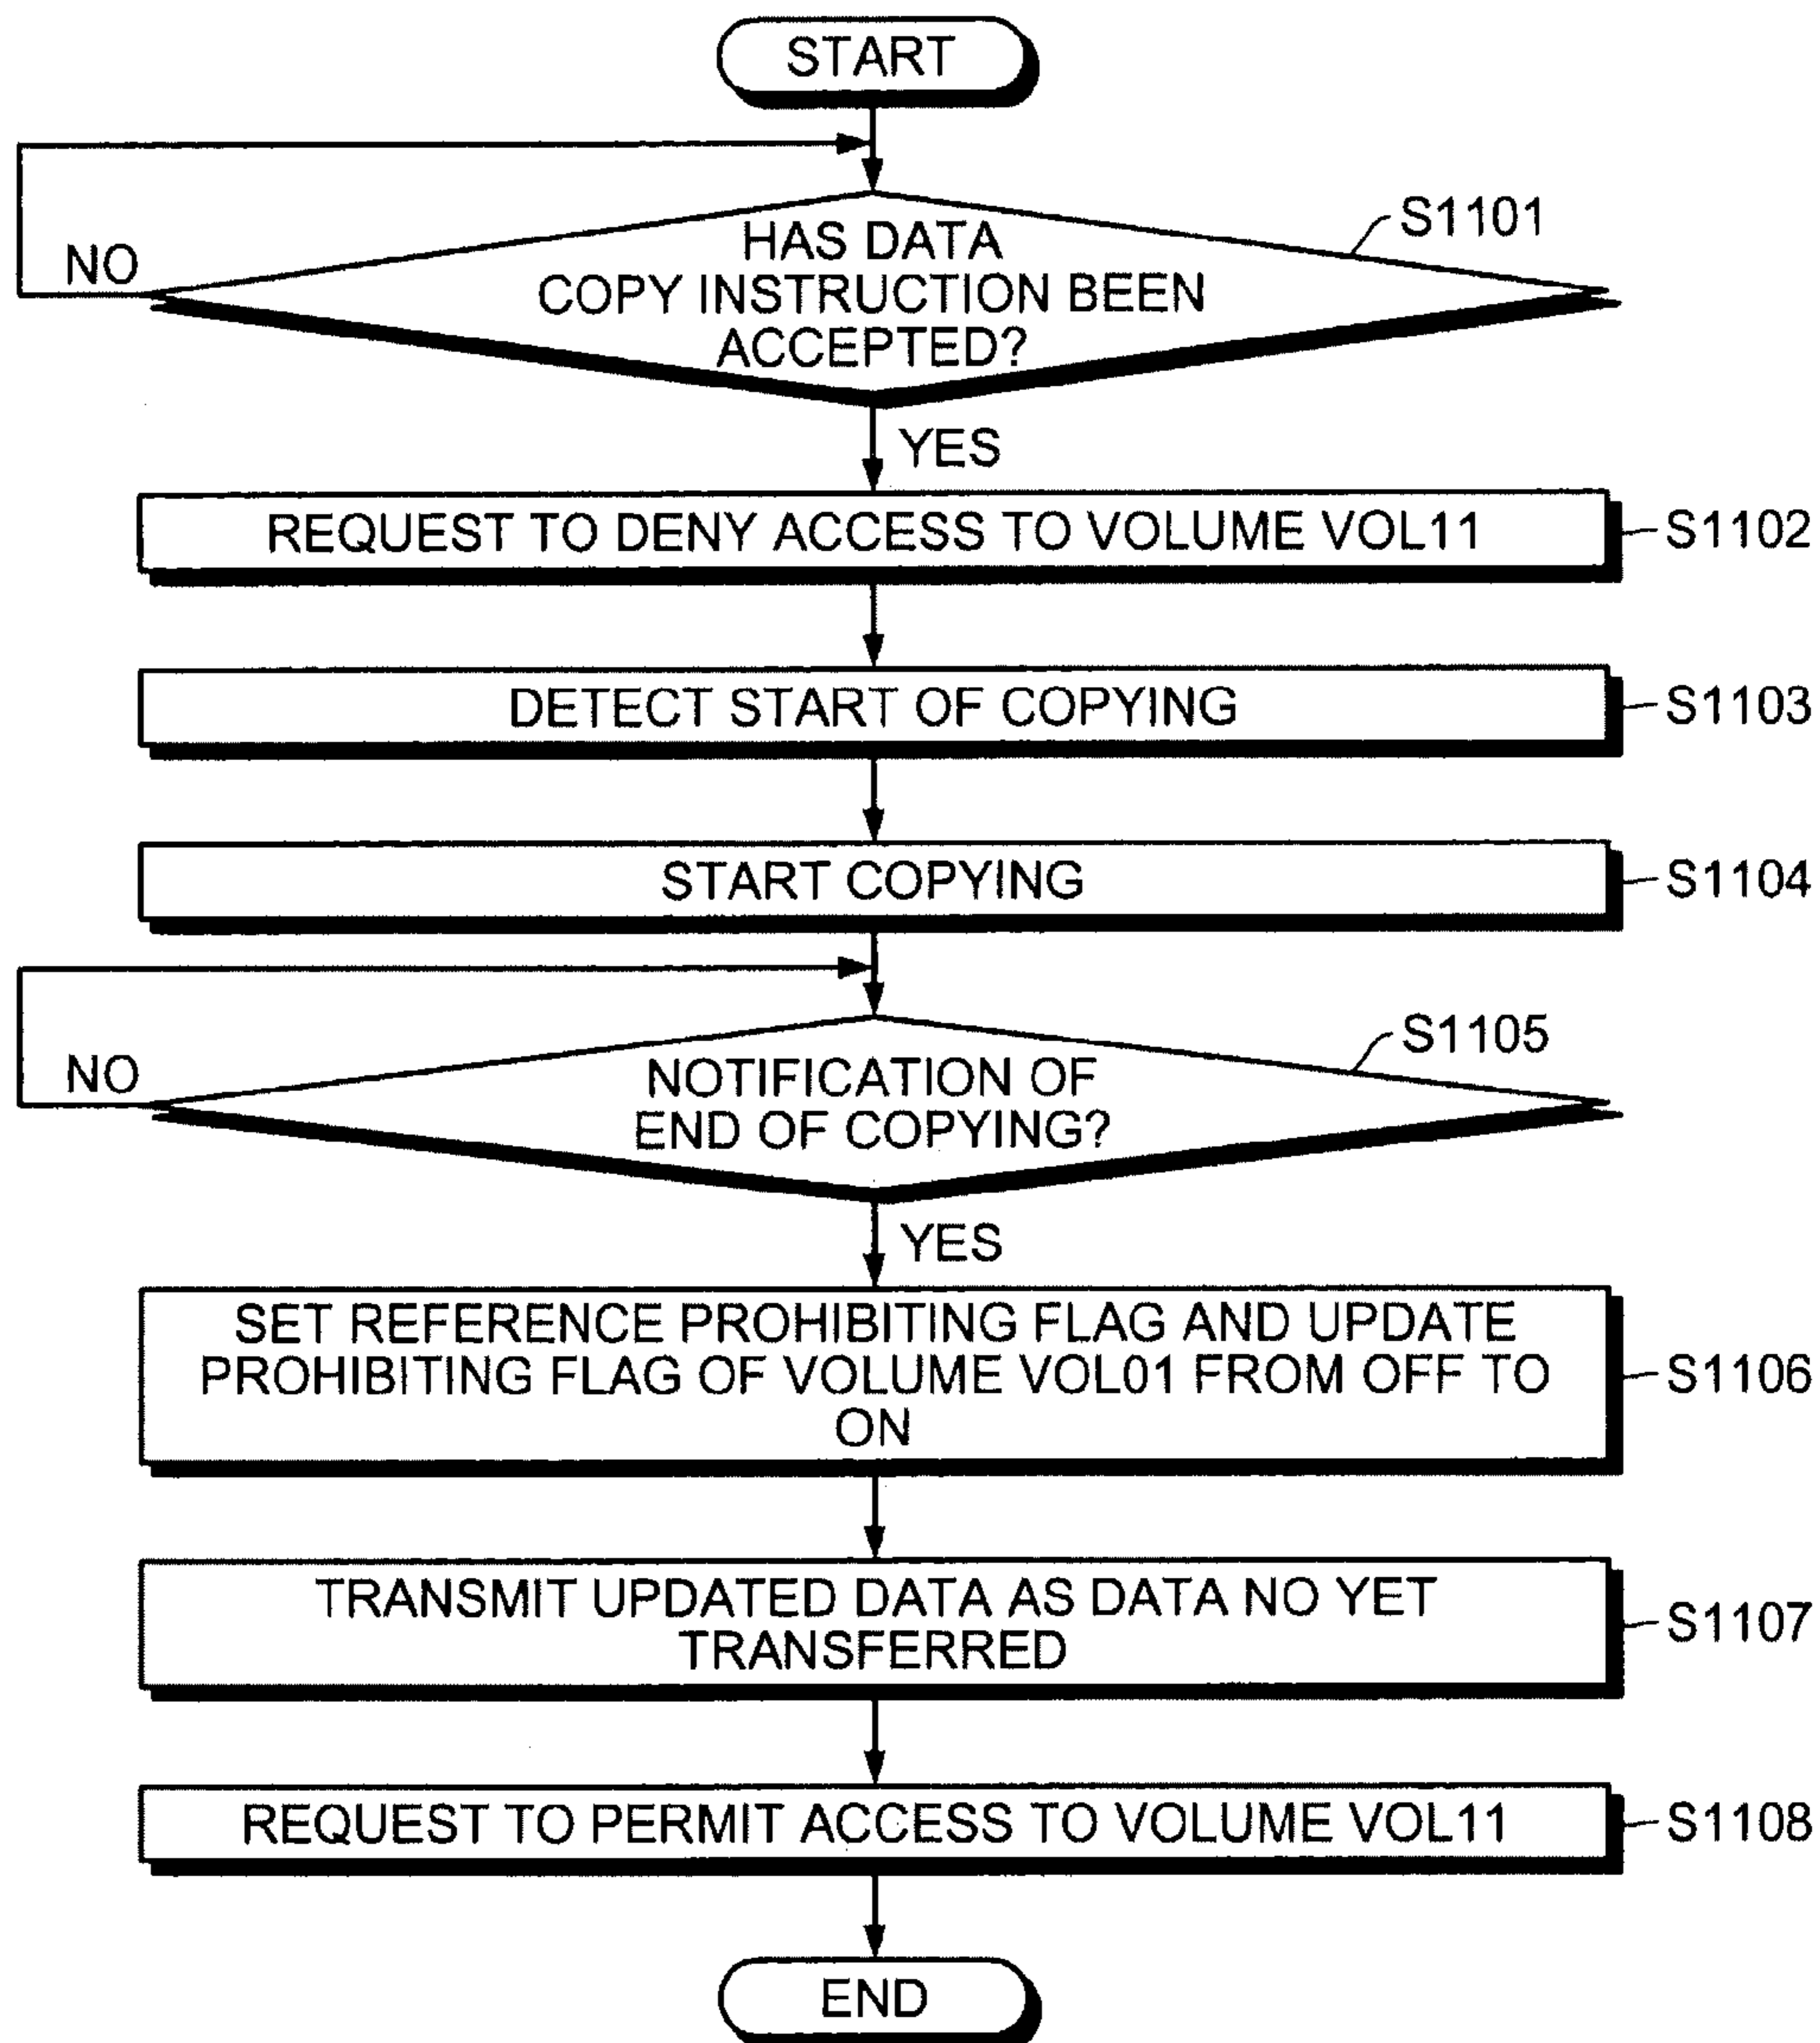 START
HAS DATA
COPY INSTRUCTION BEEN
ACCEPTED?
S1101
NO
YES
REQUEST TO DENY ACCESS TO VOLUME VOL11
S1102
DETECT START OF COPYING
S1103
START COPYING
S1104
NOTIFICATION OF
END OF COPYING?
S1105
NO
YES
SET REFERENCE PROHIBITING FLAG AND UPDATE
PROHIBITING FLAG OF VOLUME VOL01 FROM OFF TO
ON
S1106
TRANSMIT UPDATED DATA AS DATA NO YET
TRANSFERRED
S1107
REQUEST TO PERMIT ACCESS TO VOLUME VOL11
S1108
END